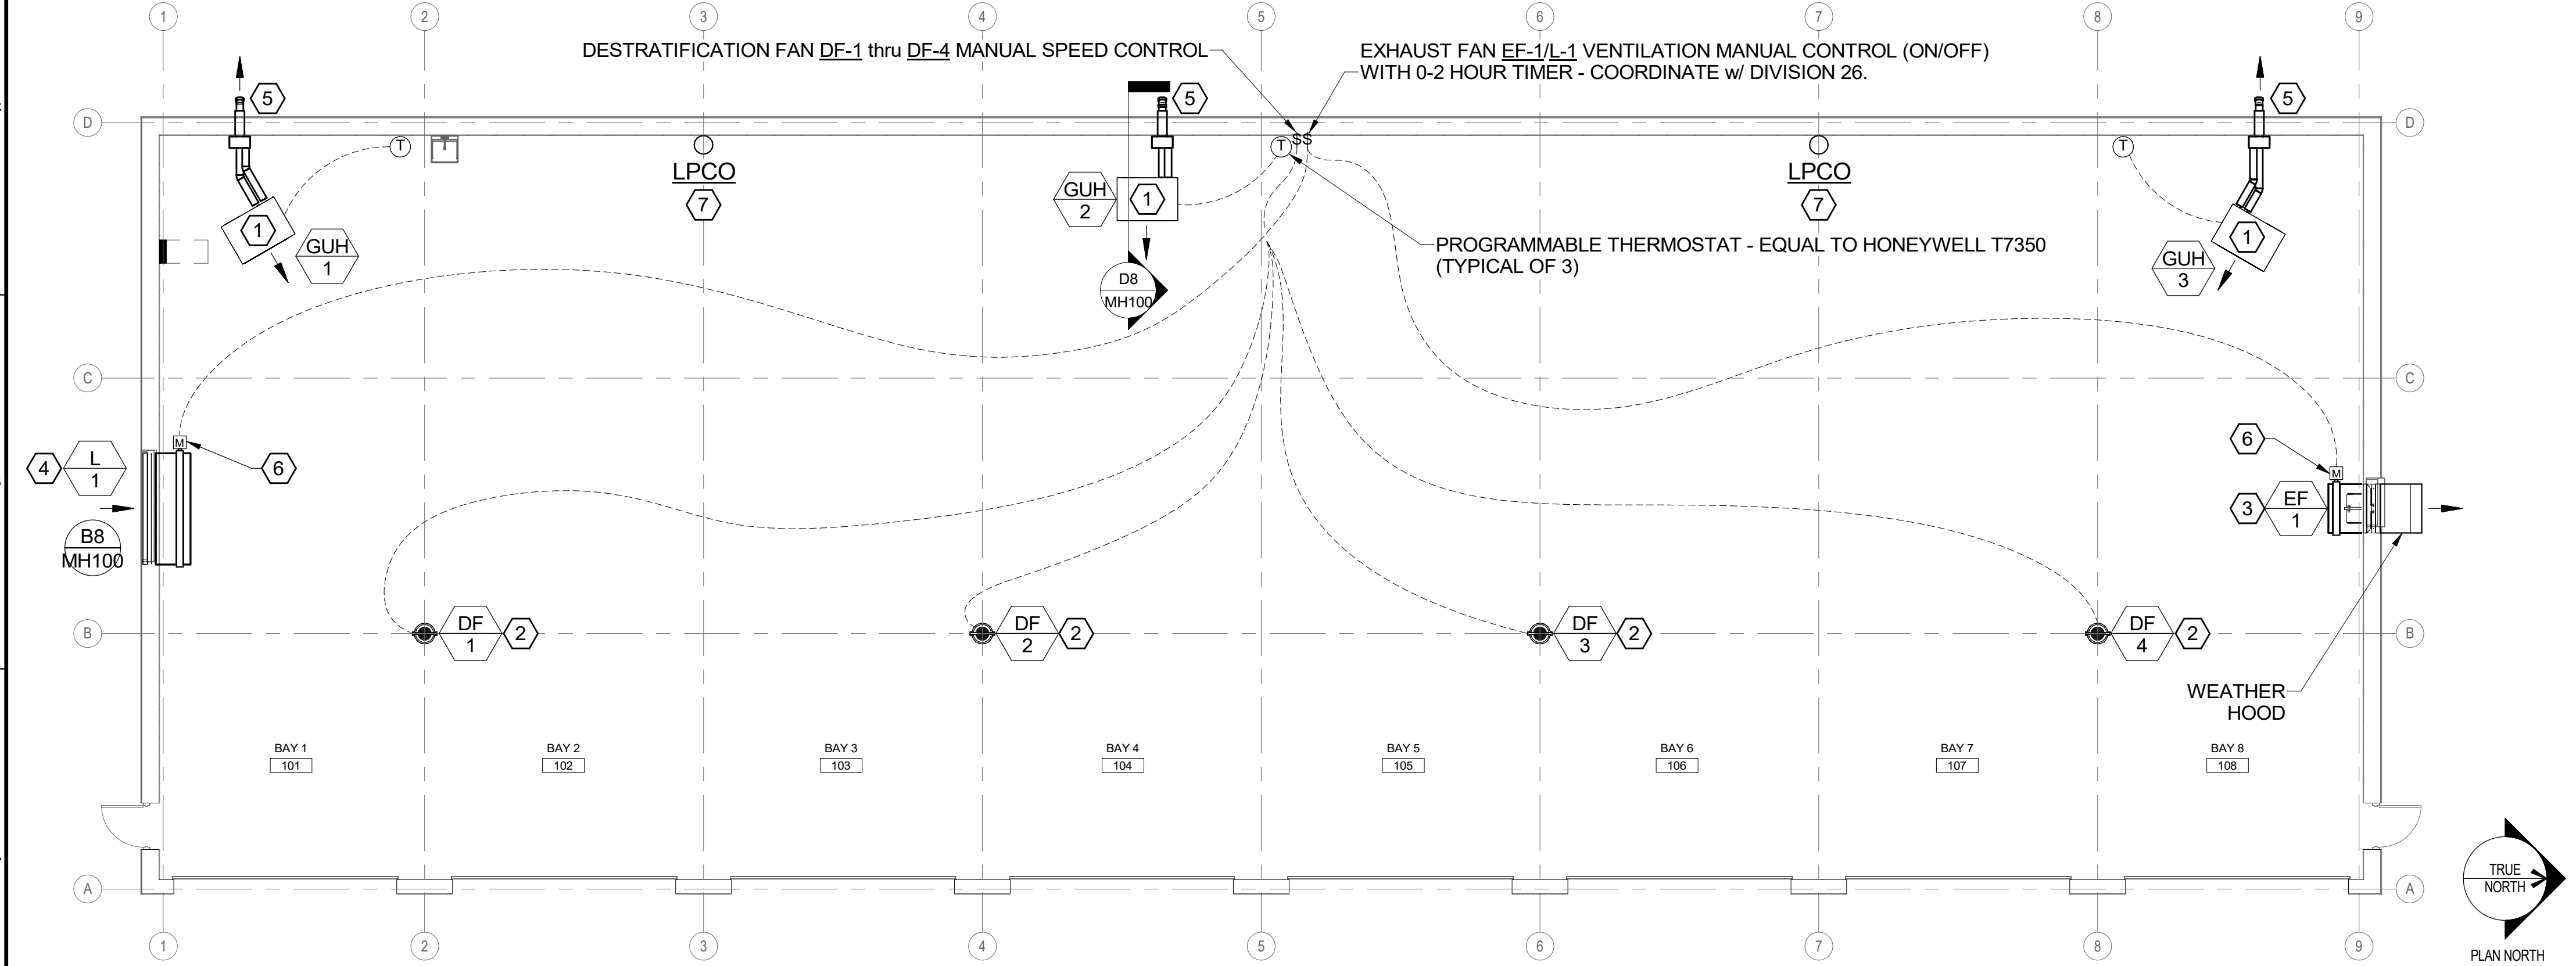 1 2 3 4 5 6 7 8 9
DESTRATIFICATION FAN DF-1 thru DF-4 MANUAL SPEED CONTROL
EXHAUST FAN EF-1/L-1 VENTILATION MANUAL CONTROL (ON/OFF)
WITH 0-2 HOUR TIMER - COORDINATE w/ DIVISION 26.
5 5 5
D D
T T SS T
LPCO LPCO
7 7
1
GUH
1
GUH
2
1
1
GUH
3
PROGRAMMABLE THERMOSTAT - EQUAL TO HONEYWELL T7350
(TYPICAL OF 3)
D8
MH100
C C
M
6
4
L
1
B8
MH100
6
M
3
EF
1
B B
DF
1
2
DF
2
2
DF
3
2
DF
4
2
WEATHER
HOOD
BAY 1 BAY 2 BAY 3 BAY 4 BAY 5 BAY 6 BAY 7 BAY 8
101 102 103 104 105 106 107 108
A A
TRUE
NORTH
PLAN NORTH
1 2 3 4 5 6 7 8 9